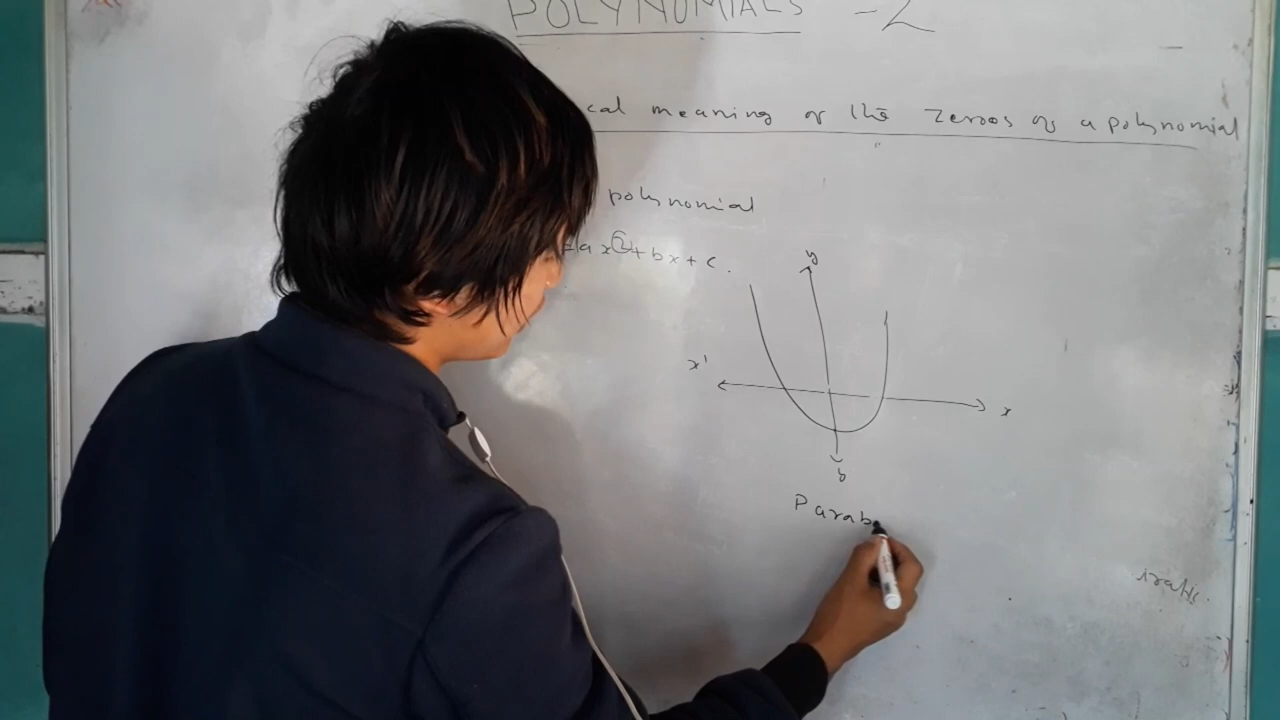 POLYNOMIALS -2
cal meaning of the zeroes of a polynomial
polynomial
= ax²+bx+c.
y
x'
x
y
Parab